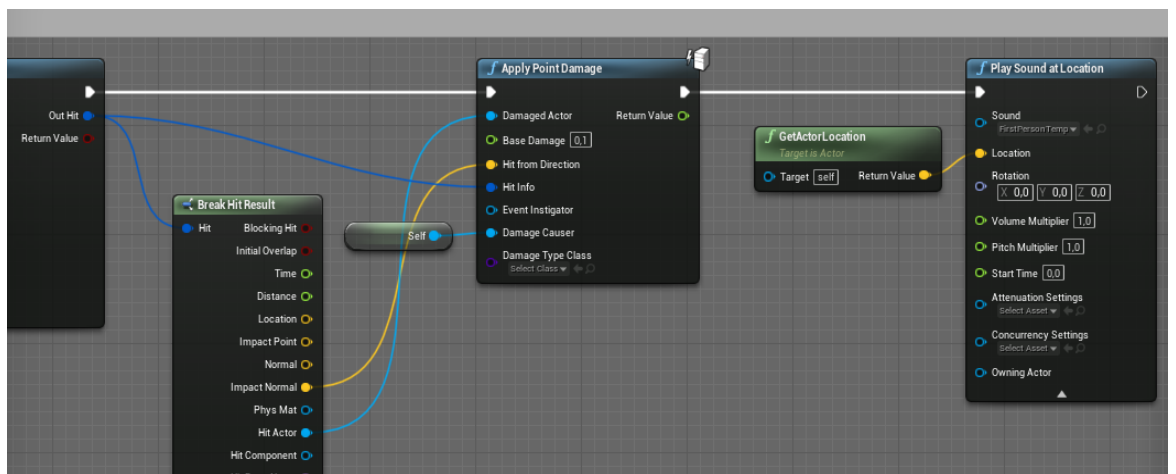 Out Hit
Return Value
Break Hit Result
Hit
Blocking Hit
Initial Overlap
Time
Distance
Location
Impact Point
Normal
Impact Normal
Phys Mat
Hit Actor
Hit Component
Self
f Apply Point Damage
Damaged Actor
Return Value
Base Damage 0,1
Hit from Direction
Hit Info
Event Instigator
Damage Causer
Damage Type Class
Select Class
f GetActorLocation
Target is Actor
Target self
Return Value
f Play Sound at Location
Sound
FirstPersonTemp
Location
Rotation
X 0,0 Y 0,0 Z 0,0
Volume Multiplier 1,0
Pitch Multiplier 1,0
Start Time 0,0
Attenuation Settings
Select Asset
Concurrency Settings
Select Asset
Owning Actor